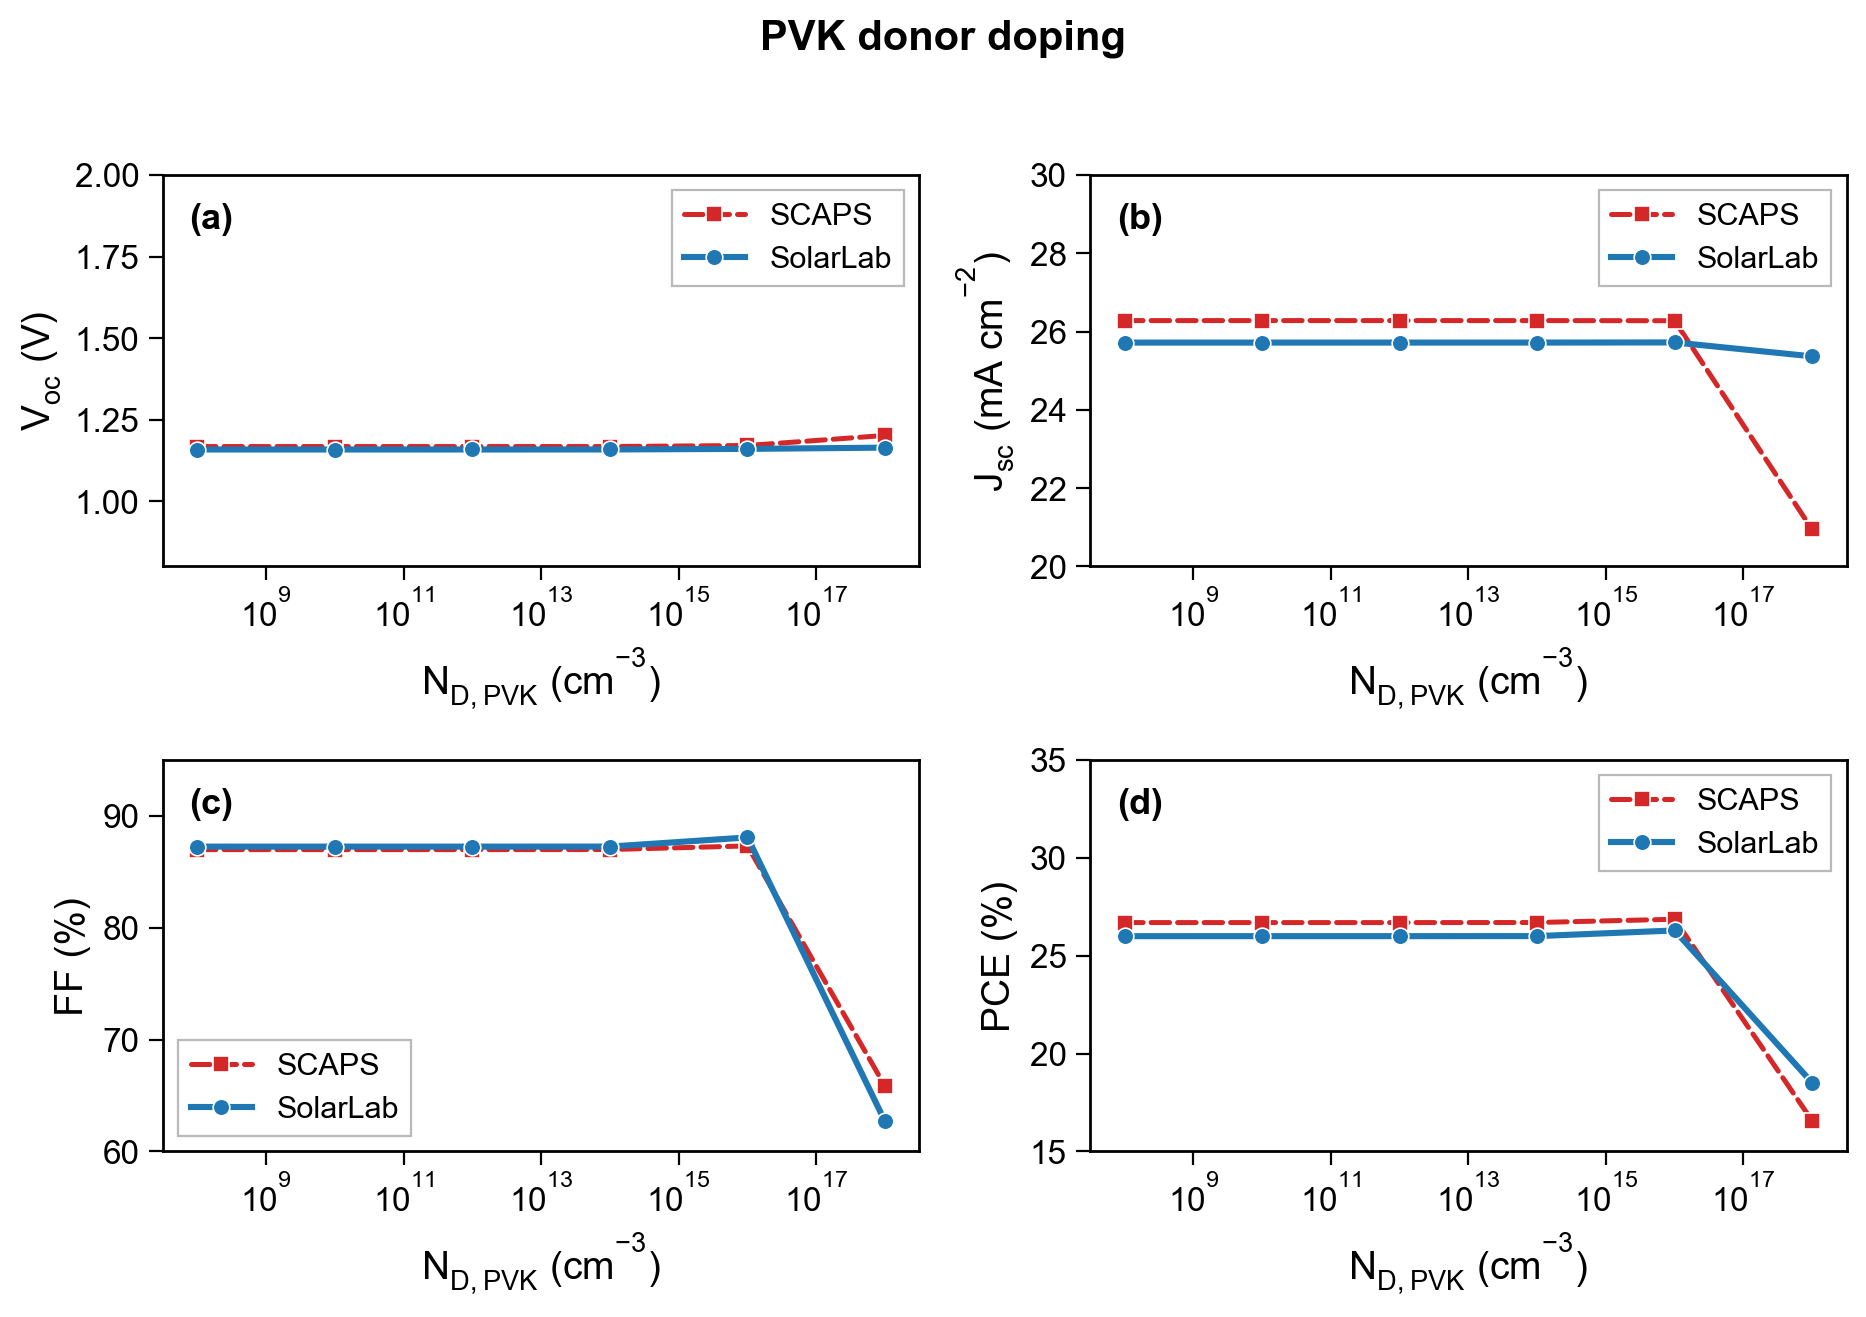 PVK donor doping
(a)
SCAPS
SolarLab
2.00
1.75
1.50
1.25
1.00
V_oc (V)
10^9 10^11 10^13 10^15 10^17
N_D, PVK (cm^−3)
(b)
SCAPS
SolarLab
30
28
26
24
22
20
J_sc (mA cm^−2)
10^9 10^11 10^13 10^15 10^17
N_D, PVK (cm^−3)
(c)
90
80
70
60
FF (%)
SCAPS
SolarLab
10^9 10^11 10^13 10^15 10^17
N_D, PVK (cm^−3)
(d)
SCAPS
SolarLab
35
30
25
20
15
PCE (%)
10^9 10^11 10^13 10^15 10^17
N_D, PVK (cm^−3)